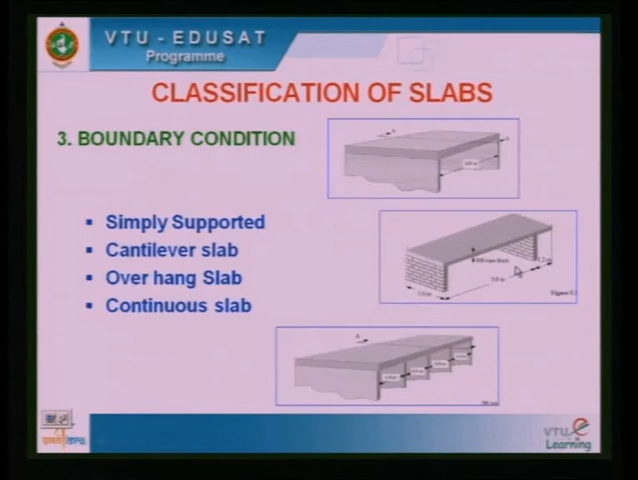 VTU - EDUSAT
Programme
CLASSIFICATION OF SLABS
3. BOUNDARY CONDITION
▪ Simply Supported
▪ Cantilever slab
▪ Over hang Slab
▪ Continuous slab
VTU e
Learning